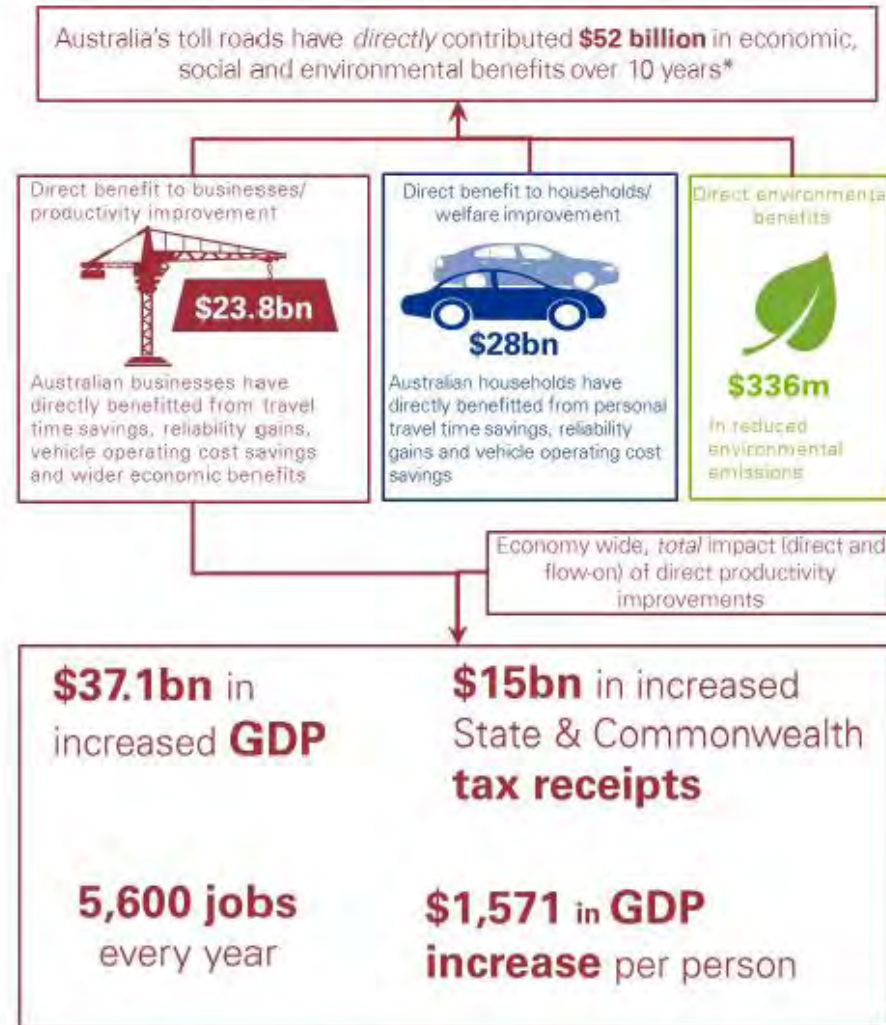 Australia's toll roads have directly contributed $52 billion in economic,
social and environmental benefits over 10 years*
Direct benefit to businesses/
productivity improvement
$23.8bn
Australian businesses have
directly benefitted from travel
time savings, reliability gains,
vehicle operating cost savings
and wider economic benefits
Direct benefit to households/
welfare improvement
$28bn
Australian households have
directly benefitted from personal
travel time savings, reliability
gains and vehicle operating cost
savings
Direct environmenta
benefits
$336m
In reduced
environmental
emissions
Economy wide, total impact (direct and
flow-on) of direct productivity
improvements
$37.1bn in
increased GDP
$15bn in increased
State & Commonwealth
tax receipts
5,600 jobs
every year
$1,571 in GDP
increase per person